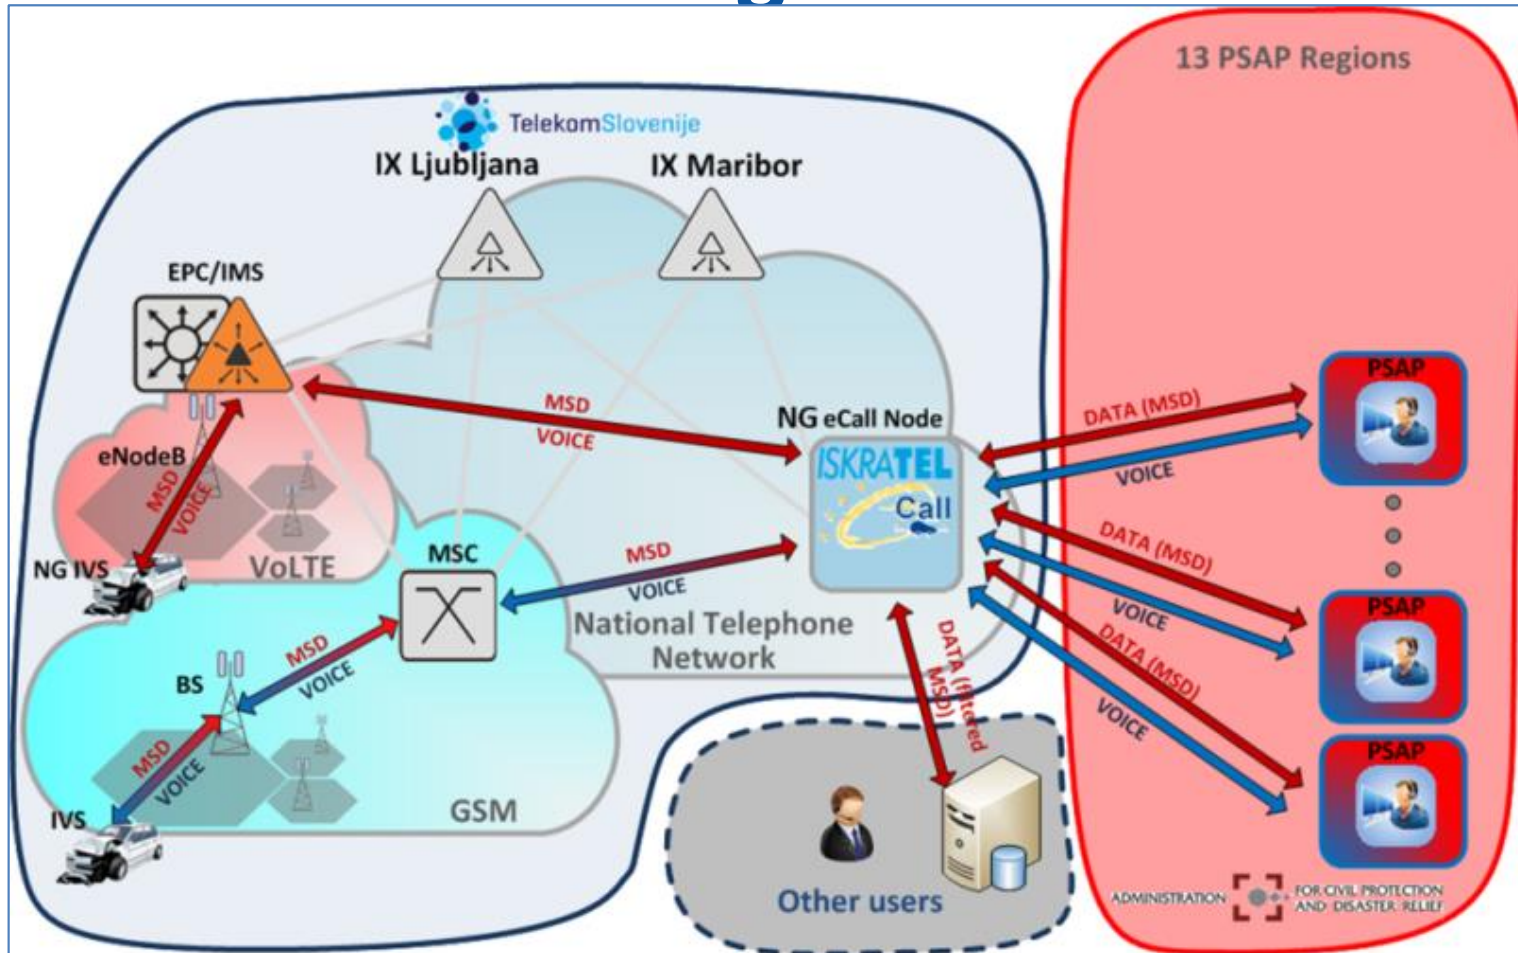 13 PSAP Regions
TelekomSlovenije
IX Ljubljana
IX Maribor
EPC/IMS
MSD
VOICE
NG eCall Node
ISKRATEL
Call
eNodeB
MSD
VOICE
NG IVS
VoLTE
MSC
MSD
VOICE
National Telephone
Network
BS
MSD
VOICE
MSD
VOICE
IVS
GSM
DATA (filtered
MSD)
Other users
DATA (MSD)
VOICE
DATA (MSD)
VOICE
DATA (MSD)
VOICE
PSAP
PSAP
PSAP
ADMINISTRATION
FOR CIVIL PROTECTION
AND DISASTER RELIEF